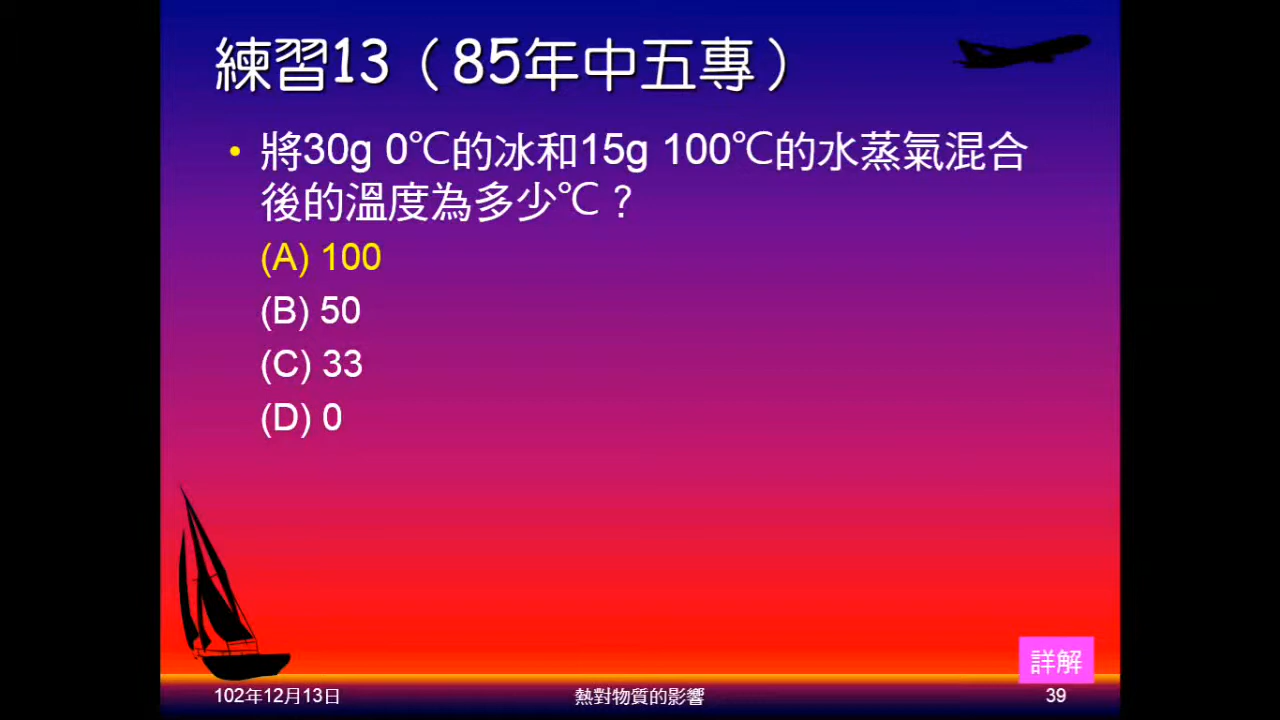 練習13（85年中五專）
• 將30g 0℃的冰和15g 100℃的水蒸氣混合
後的溫度為多少℃？
(A) 100
(B) 50
(C) 33
(D) 0
詳解
102年12月13日
熱對物質的影響
39